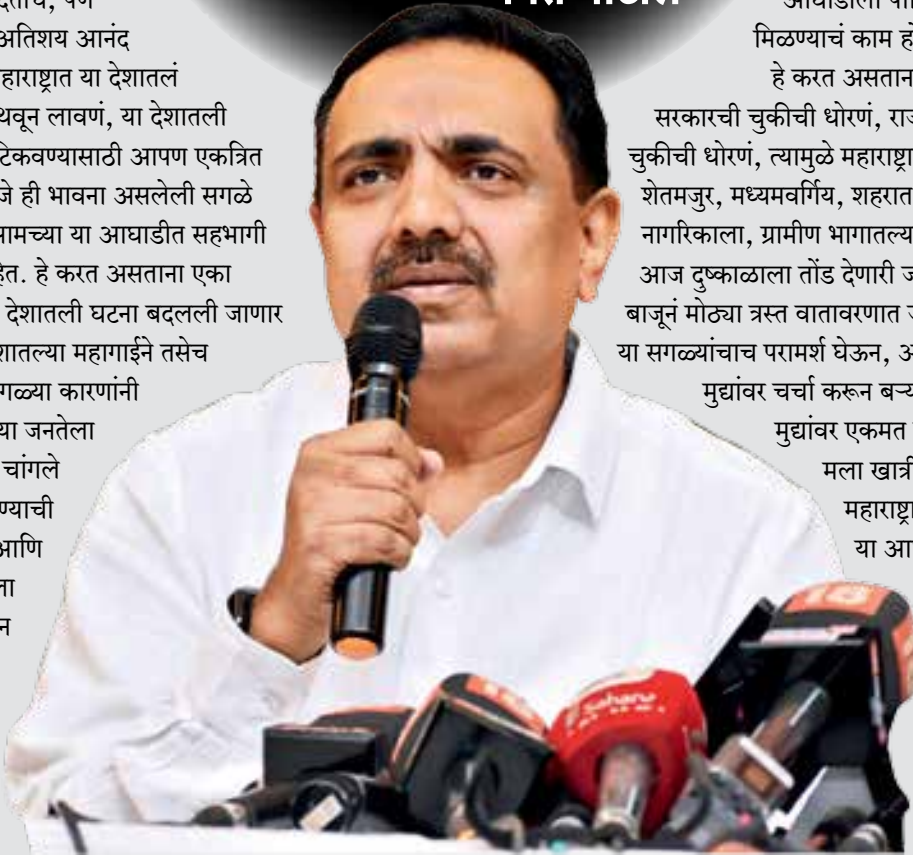 अतिशय आनंद
हाराष्ट्रात या देशातलं
थवून लावणं, या देशातली
टिकवण्यासाठी आपण एकत्रित
जे ही भावना असलेली सगळे
आमच्या या आघाडीत सहभागी
हेत. हे करत असताना एका
देशातली घटना बदलली जाणार
शातल्या महागाईने तसेच
गळ्या कारणांनी
या जनतेला
चांगले
ण्याची
आणि
ला
न
मिळण्याचं काम हो
हे करत असतान
सरकारची चुकीची धोरणं, राज
चुकीची धोरणं, त्यामुळे महाराष्ट्रा
शेतमजुर, मध्यमवर्गिय, शहरात
नागरिकाला, ग्रामीण भागातल्य
आज दुष्काळाला तोंड देणारी ज
बाजूनं मोठ्या त्रस्त वातावरणात ज
या सगळ्यांचाच परामर्श घेऊन, अ
मुद्यांवर चर्चा करून बऱ्य
मुद्यांवर एकमत
मला खात्री
महाराष्ट्रा
या आ
Sahara
18